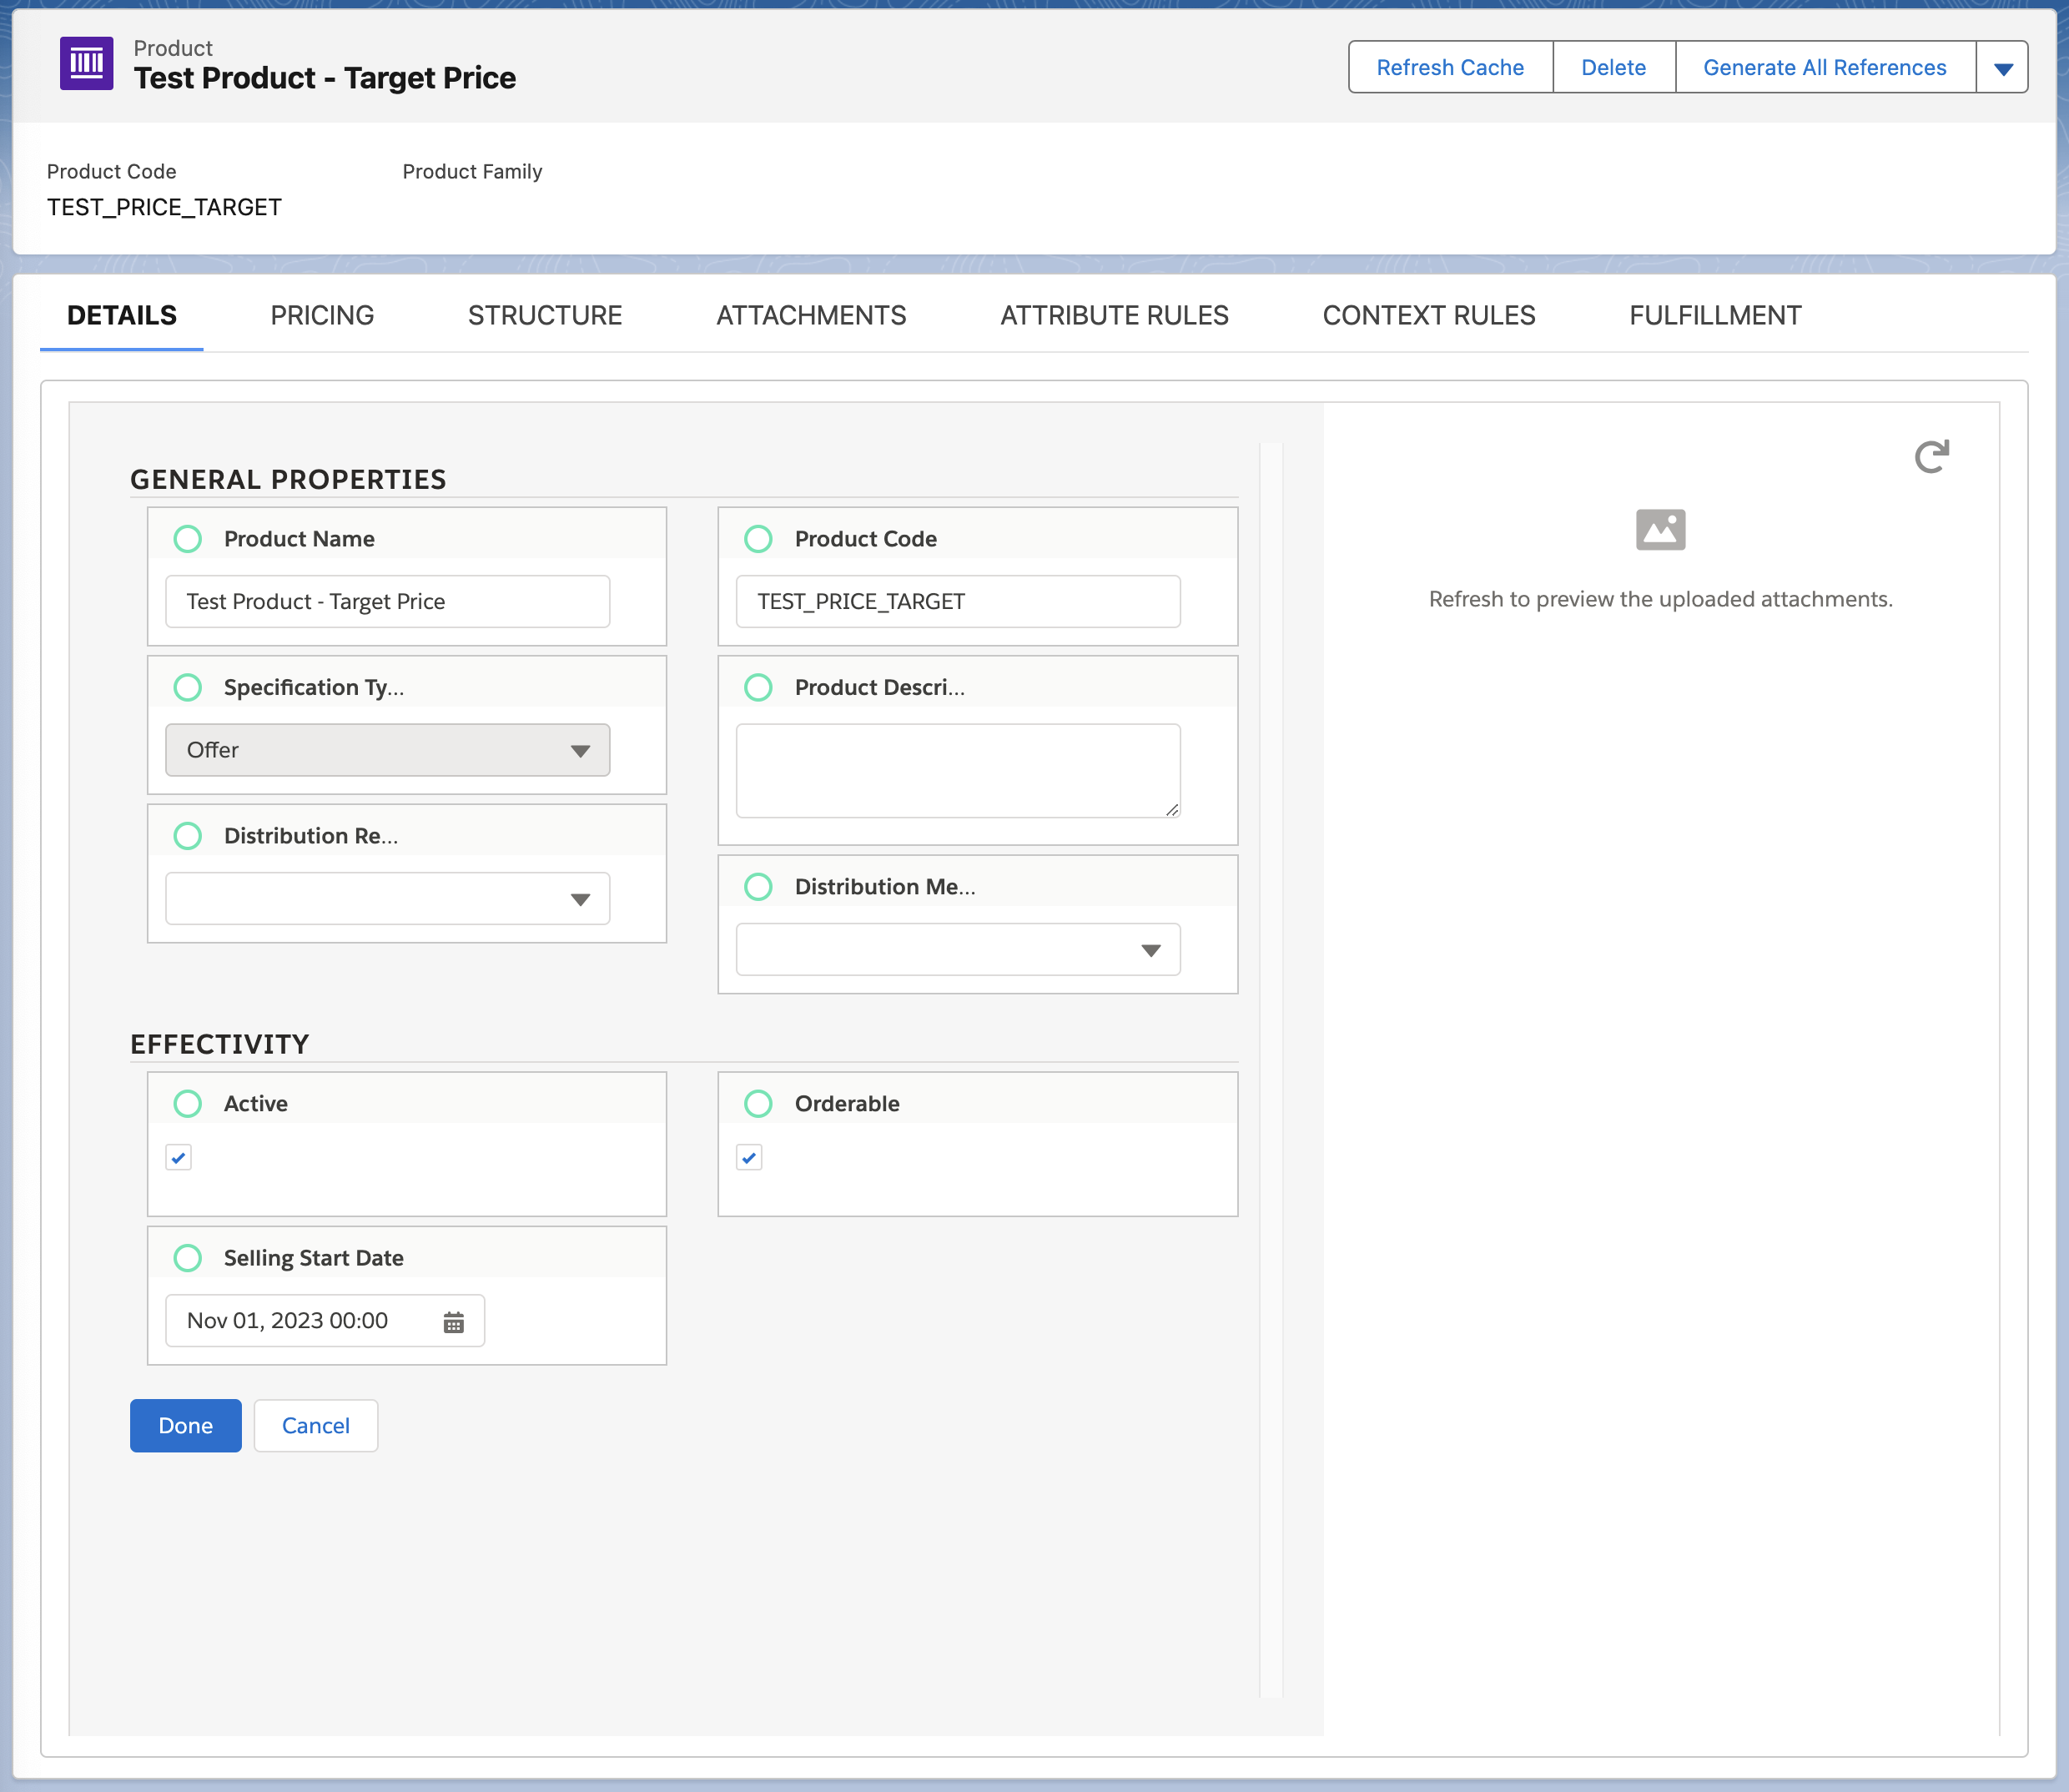 Product
Test Product - Target Price
Refresh Cache
Delete
Generate All References
Product Code
Product Family
TEST_PRICE_TARGET
DETAILS
PRICING
STRUCTURE
ATTACHMENTS
ATTRIBUTE RULES
CONTEXT RULES
FULFILLMENT
GENERAL PROPERTIES
Product Name
Test Product - Target Price
Product Code
TEST_PRICE_TARGET
Specification Ty...
Offer
Product Descri...
Distribution Re...
Distribution Me...
EFFECTIVITY
Active
Orderable
Selling Start Date
Nov 01, 2023 00:00
Done
Cancel
Refresh to preview the uploaded attachments.